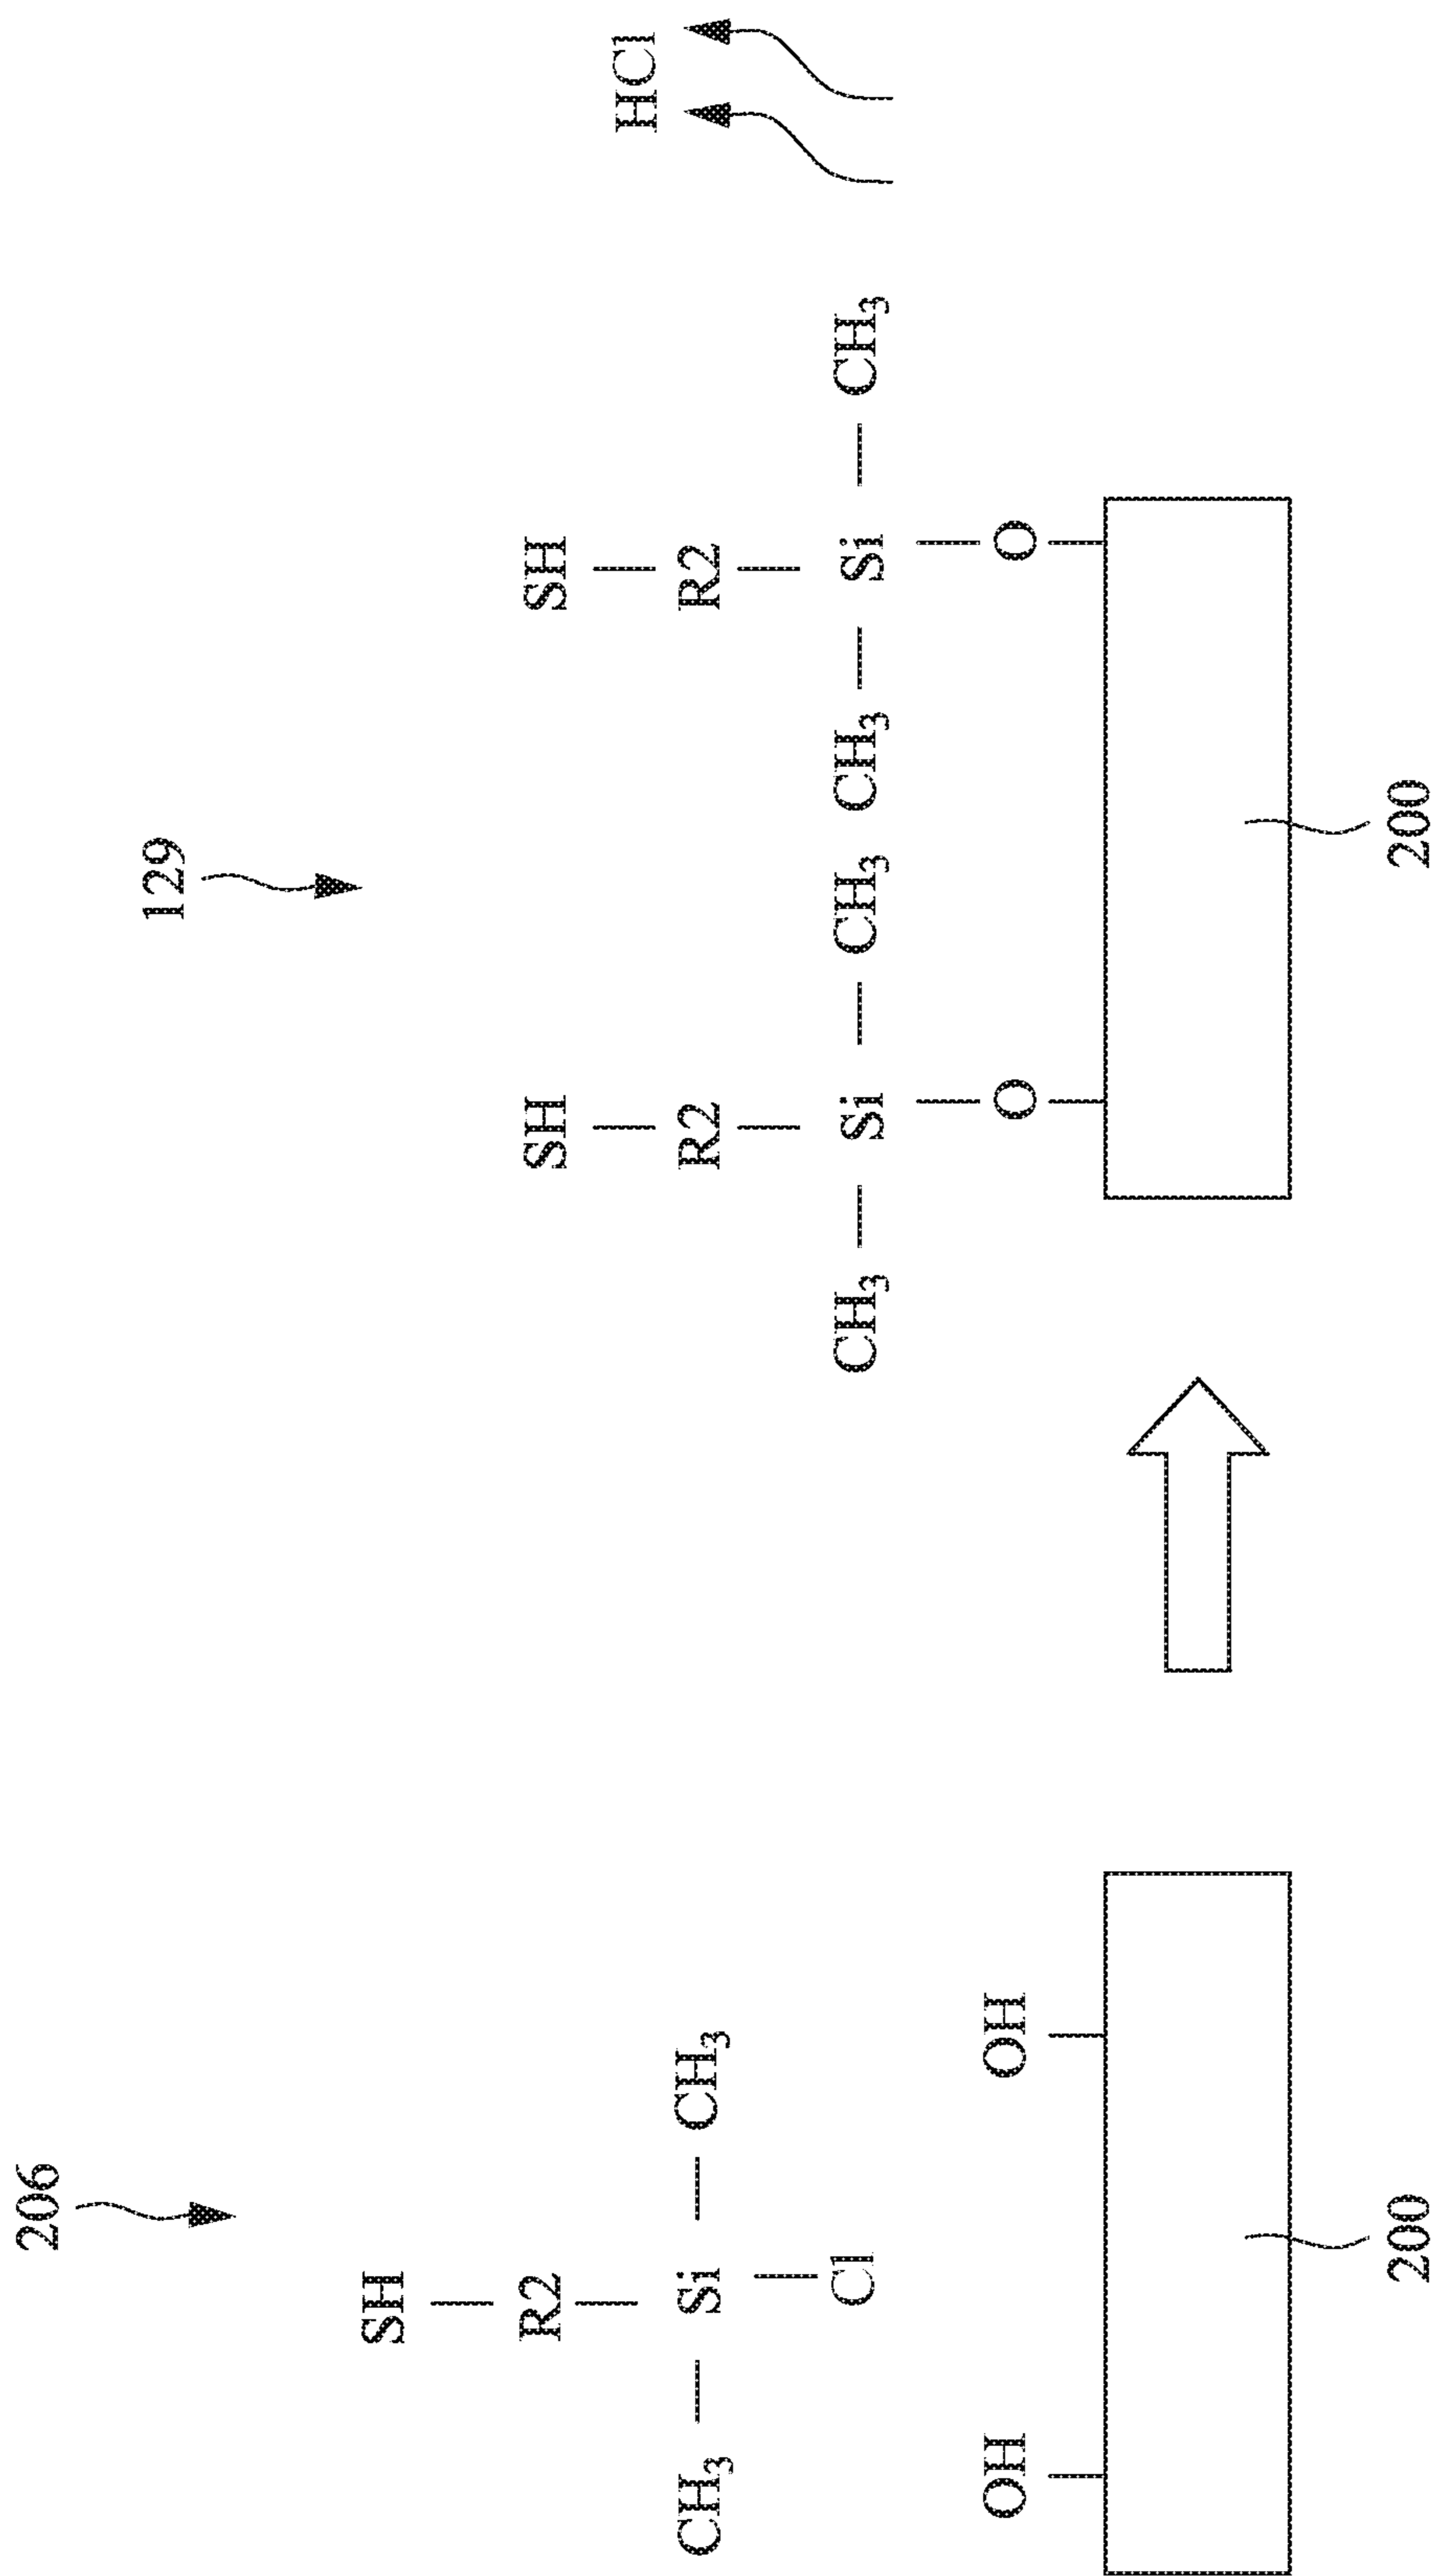 206
SH
R2
CH₃ Si CH₃
Cl
OH OH
200
129
SH SH
R2 R2
CH₃ Si CH₃ CH₃ Si CH₃
O O
200
HCl